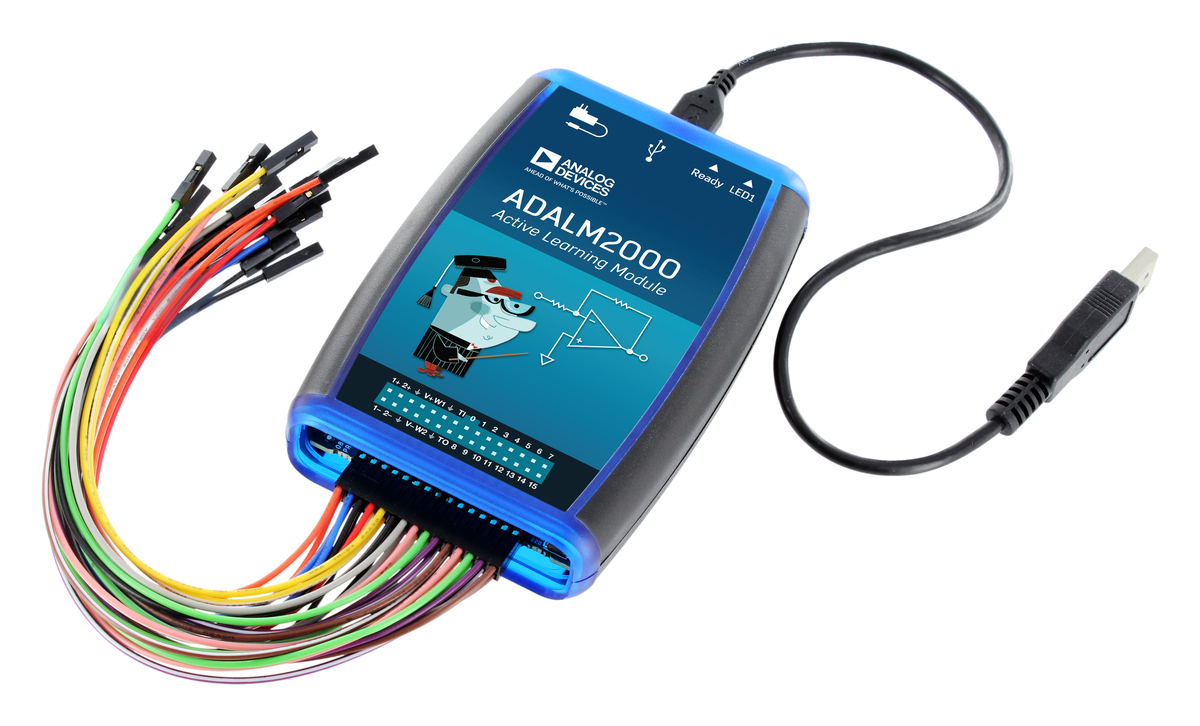 Ready LED1
ANALOG
DEVICES
AHEAD OF WHAT'S POSSIBLE™
ADALM2000
Active Learning Module
- +
1+ 2+ ⏚ V+ W1 ⏚ TI 0 1 2 3 4 5 6 7
1– 2– ⏚ V– W2 ⏚ TO 8 9 10 11 12 13 14 15